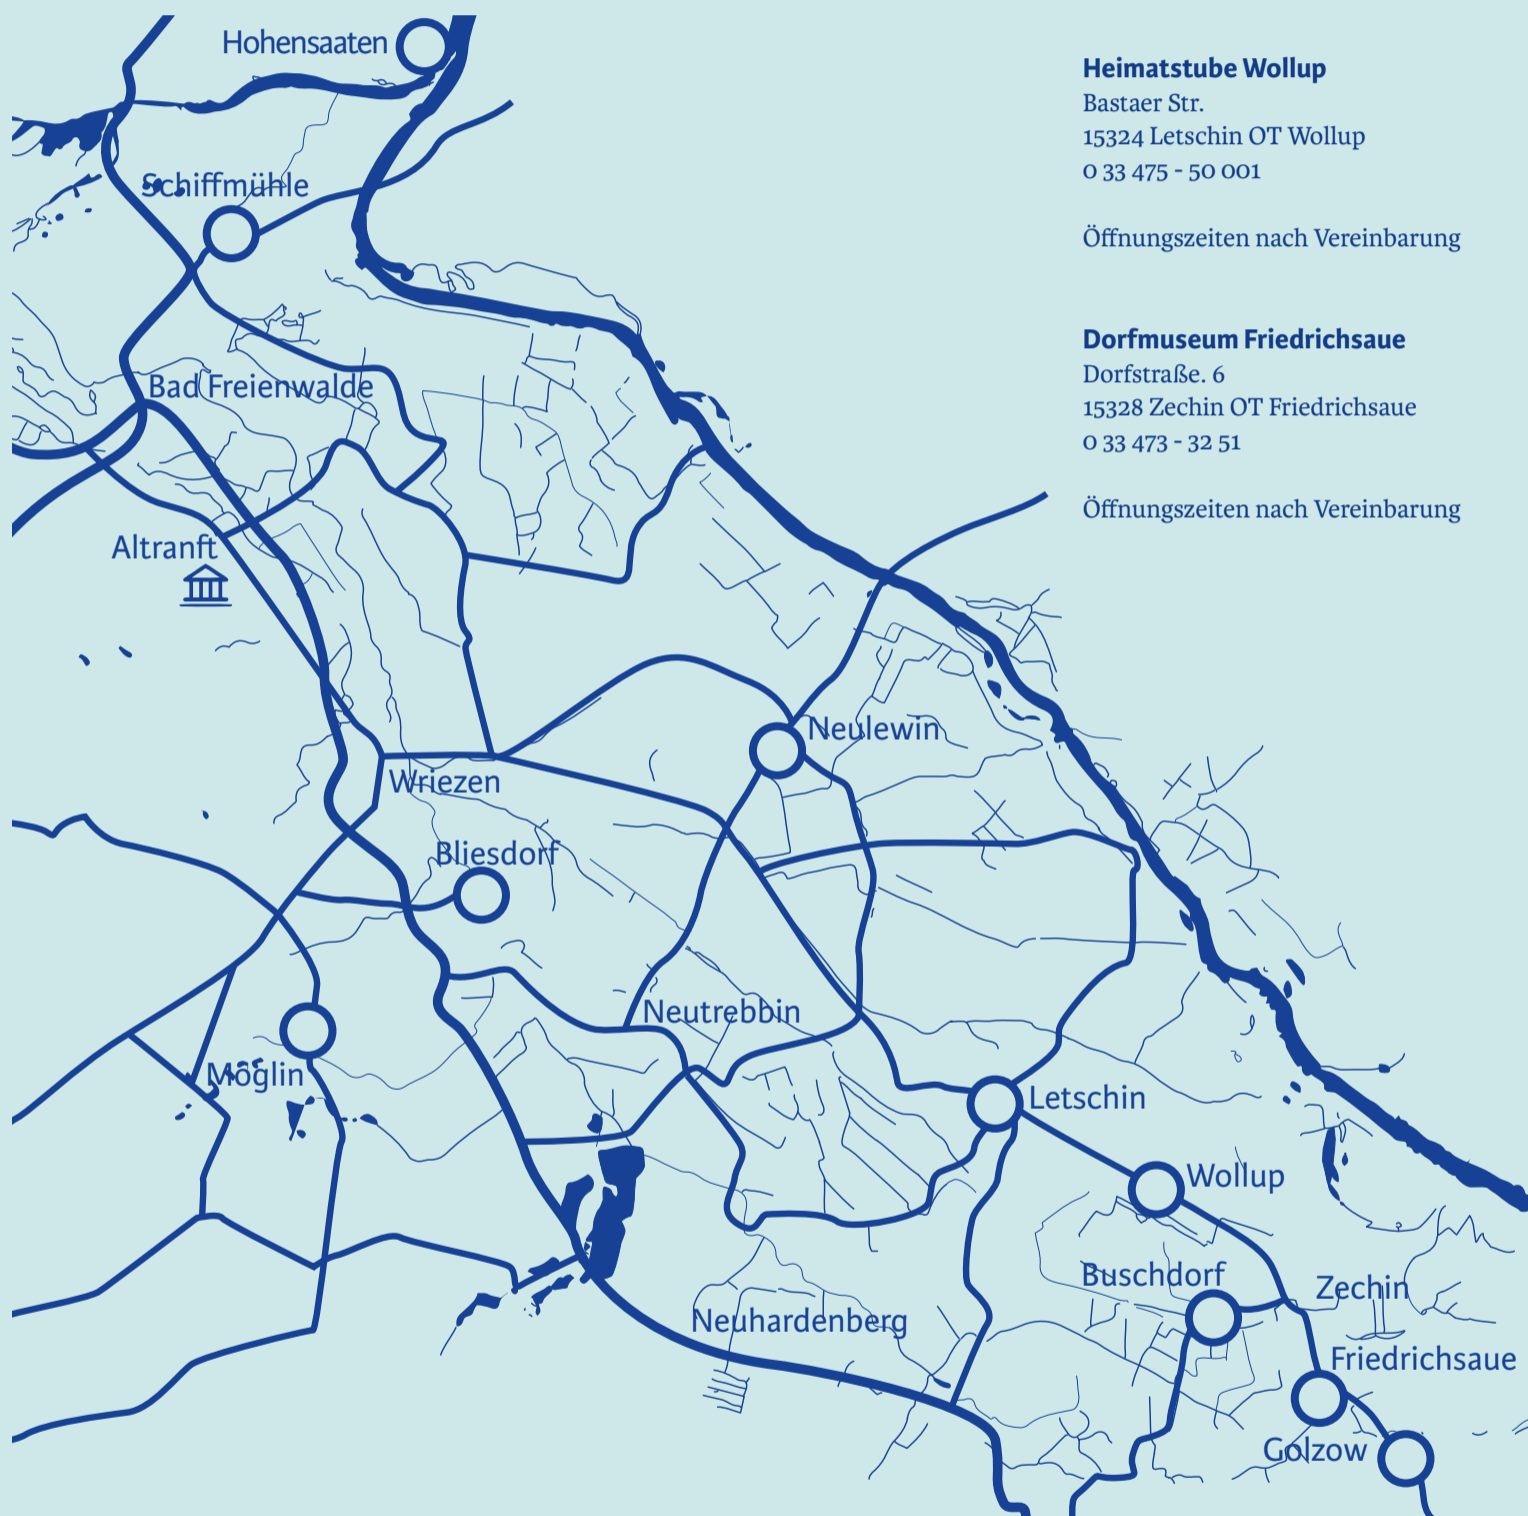 Hohensaaten
Heimatstube Wollup
Bastaer Str.
15324 Letschin OT Wollup
0 33 475 - 50 001
Öffnungszeiten nach Vereinbarung
Schiffmühle
Dorfmuseum Friedrichsaue
Dorfstraße. 6
15328 Zechin OT Friedrichsaue
0 33 473 - 32 51
Öffnungszeiten nach Vereinbarung
Bad Freienwalde
Altranft
Neulewin
Wriezen
Bliesdorf
Neutrebbin
Möglin
Letschin
Wollup
Buschdorf
Zechin
Neuhardenberg
Friedrichsaue
Golzow